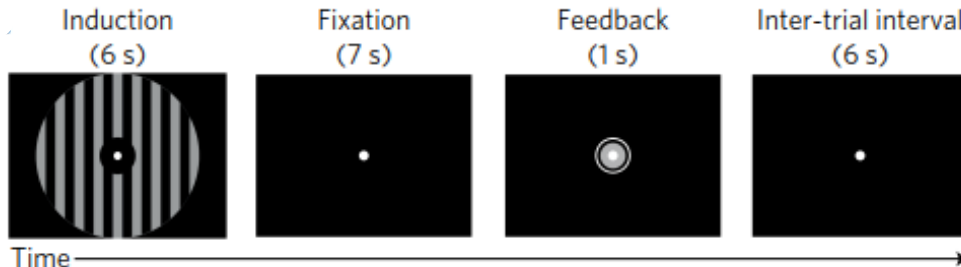 Induction
(6 s)
Fixation
(7 s)
Feedback
(1 s)
Inter-trial interval
(6 s)
Time